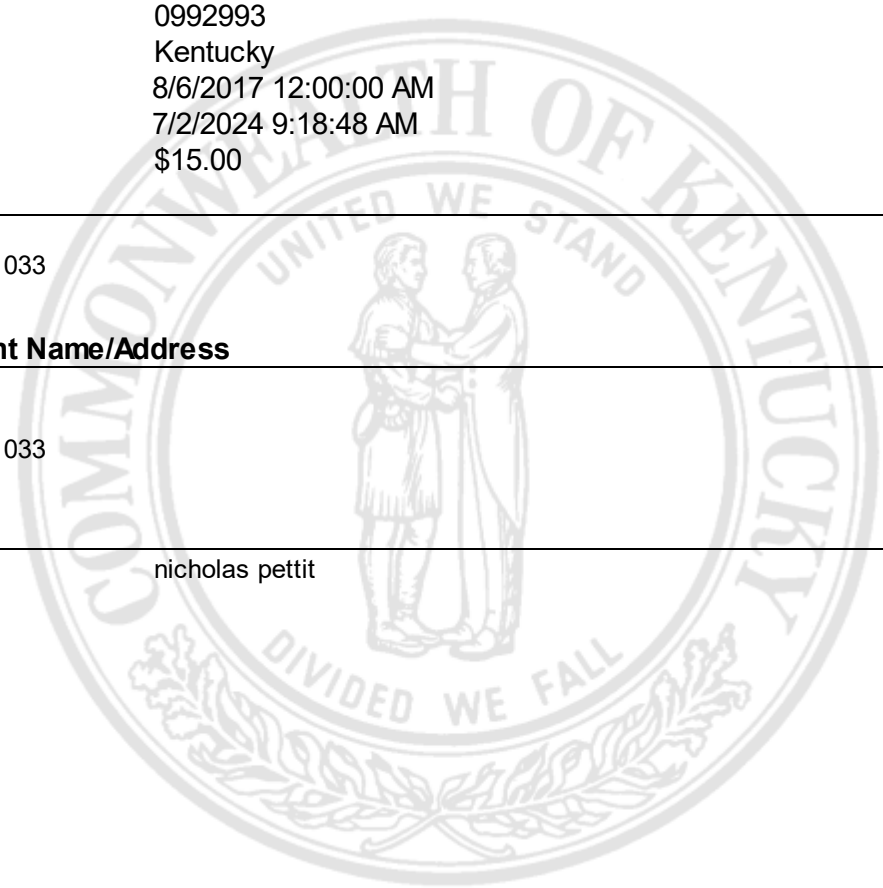 0992993
Kentucky
8/6/2017 12:00:00 AM
7/2/2024 9:18:48 AM
$15.00
033
nt Name/Address
033
nicholas pettit
COMMONWEALTH OF KENTUCKY
UNITED WE STAND
DIVIDED WE FALL